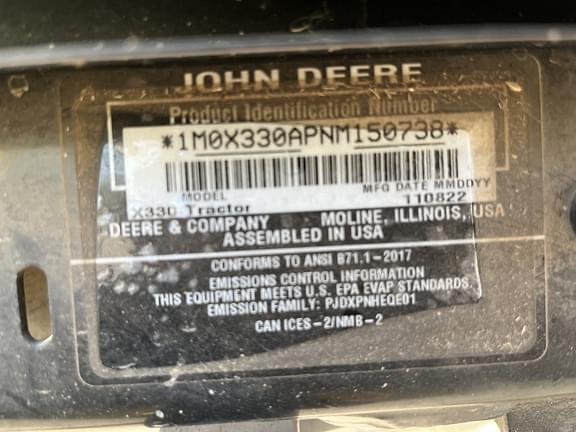 JOHN DEERE
Product Identification Number
*1M0X330APNM150738*
MODEL
MFG DATE MMDDYY
X330 Tractor
110822
DEERE & COMPANY MOLINE, ILLINOIS, USA
ASSEMBLED IN USA
CONFORMS TO ANSI B71.1-2017
EMISSIONS CONTROL INFORMATION
THIS EQUIPMENT MEETS U.S. EPA EVAP STANDARDS.
EMISSION FAMILY: PJDXPNHEQE01
CAN ICES-2/NMB-2